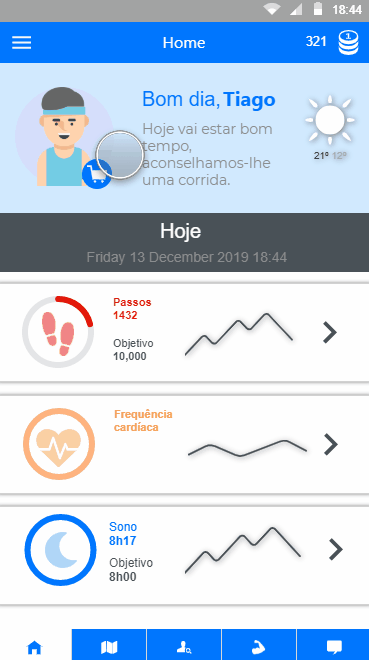 18:44
Home
321
1
Bom dia, Tiago
Hoje vai estar bom
tempo,
aconselhamos-lhe
uma corrida.
21º 12º
Hoje
Friday 13 December 2019 18:44
Passos
1432
Objetivo
10,000
Frequência
cardíaca
Sono
8h17
Objetivo
8h00